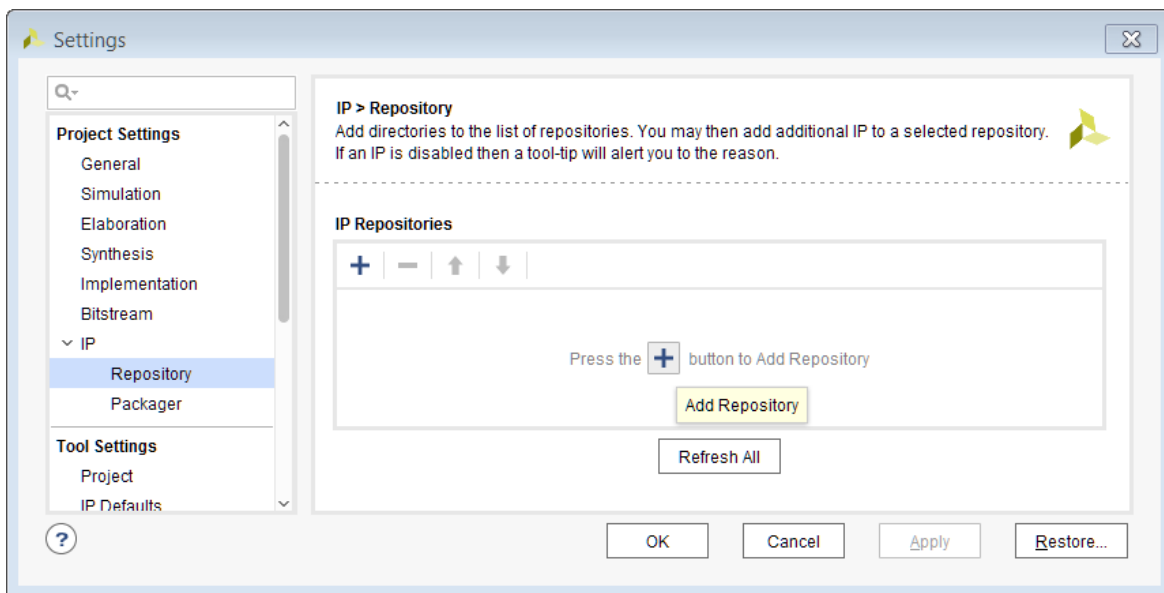 Settings
Project Settings
General
Simulation
Elaboration
Synthesis
Implementation
Bitstream
IP
Repository
Packager
Tool Settings
Project
IP Defaults
IP > Repository
Add directories to the list of repositories. You may then add additional IP to a selected repository.
If an IP is disabled then a tool-tip will alert you to the reason.
IP Repositories
Press the + button to Add Repository
Add Repository
Refresh All
?
OK
Cancel
Apply
Restore...